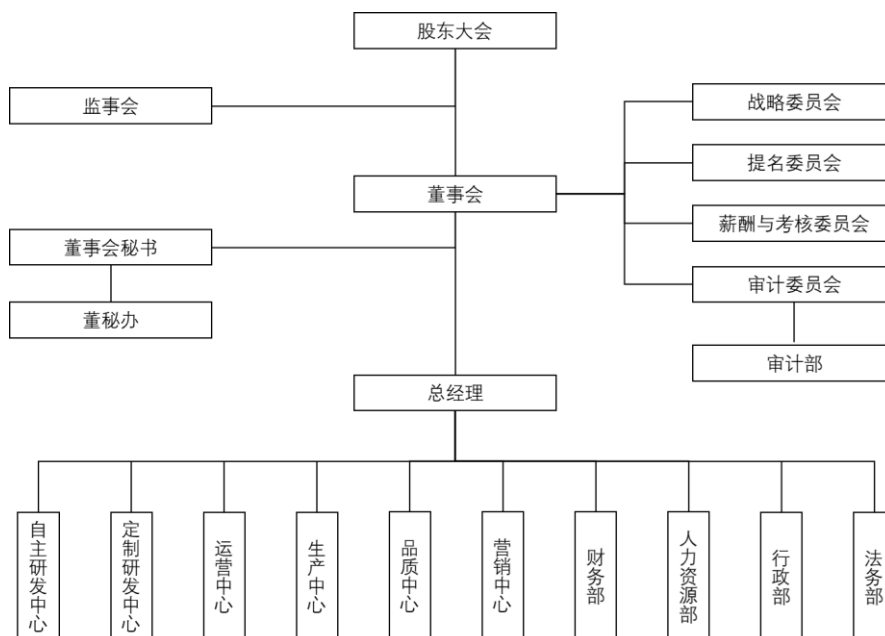 股东大会
监事会
战略委员会
提名委员会
董事会
薪酬与考核委员会
董事会秘书
审计委员会
董秘办
审计部
总经理
自主研发中心
定制研发中心
运营中心
生产中心
品质中心
营销中心
财务部
人力资源部
行政部
法务部